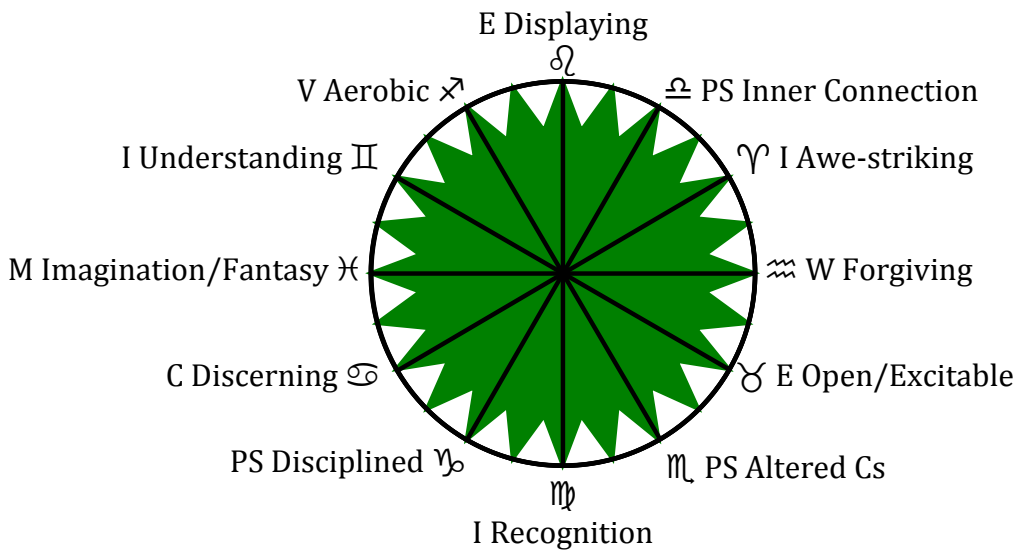 E Displaying
♌
V Aerobic ♐
♎ PS Inner Connection
I Understanding ♊
♈ I Awe-striking
M Imagination/Fantasy ♓
♒ W Forgiving
C Discerning ♋
♉ E Open/Excitable
PS Disciplined ♑
♏ PS Altered Cs
♍
I Recognition